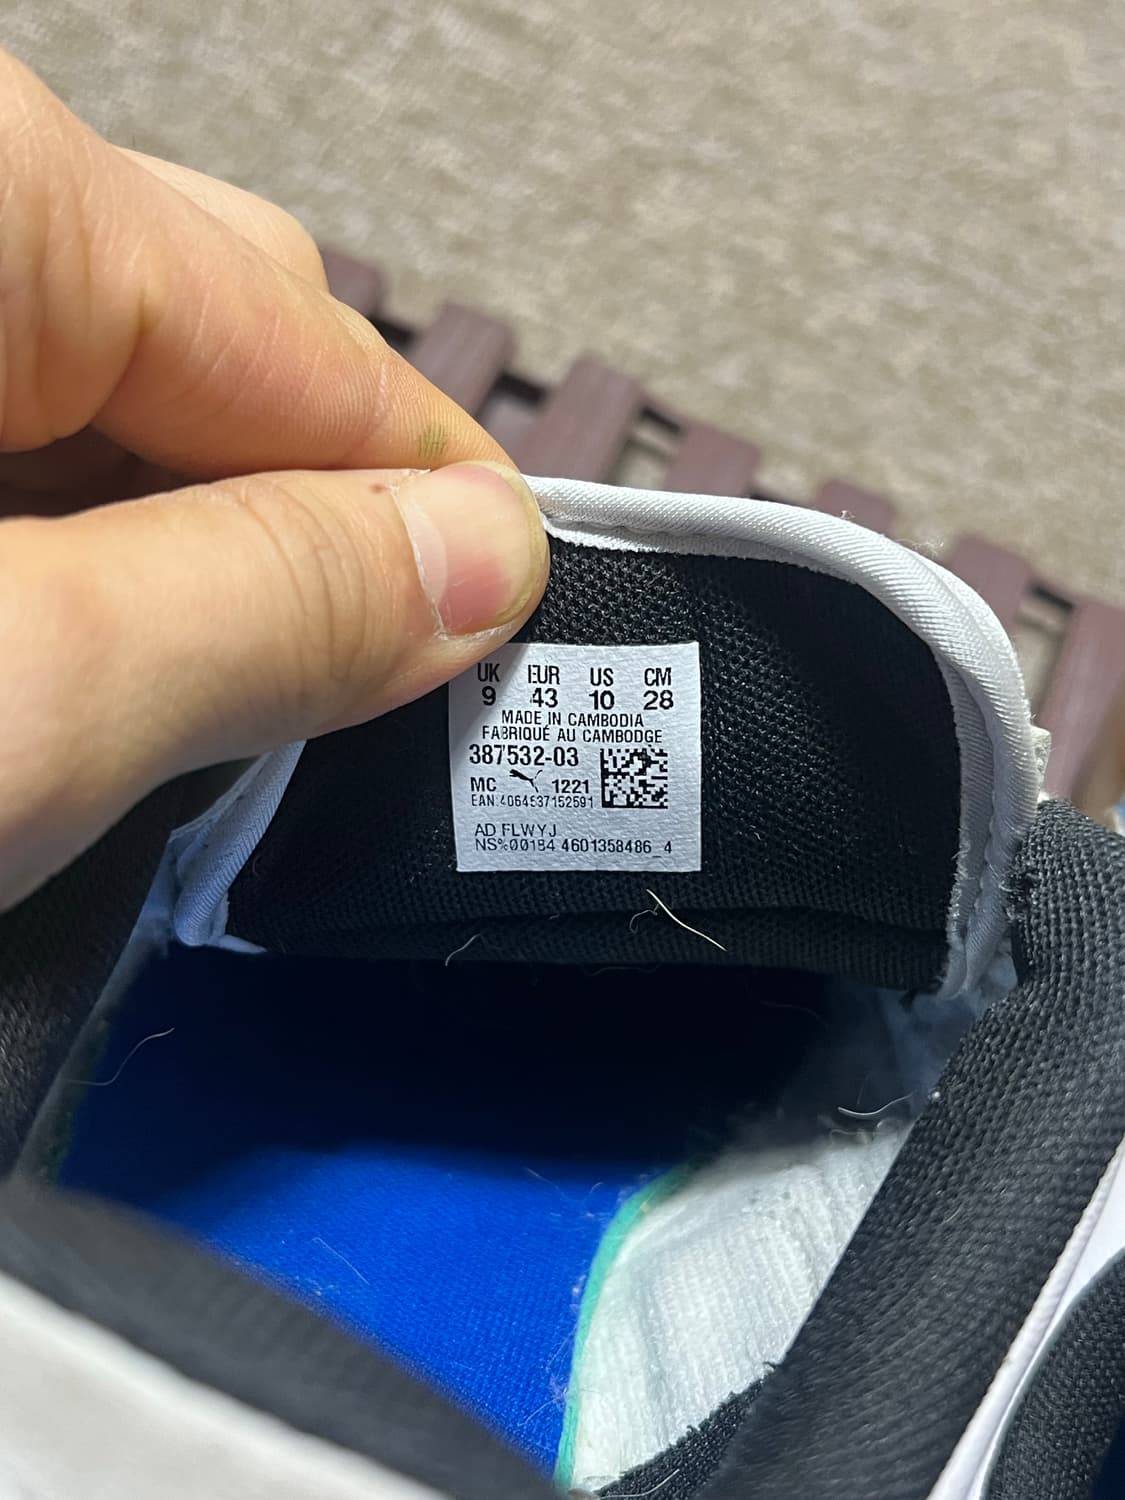 UK EUR US CM
9 43 10 28
MADE IN CAMBODIA
FABRIQUÉ AU CAMBODGE
387532-03
MC 1221
EAN:4064537152591
AD FLWYJ
NS%00184 4601358486_4